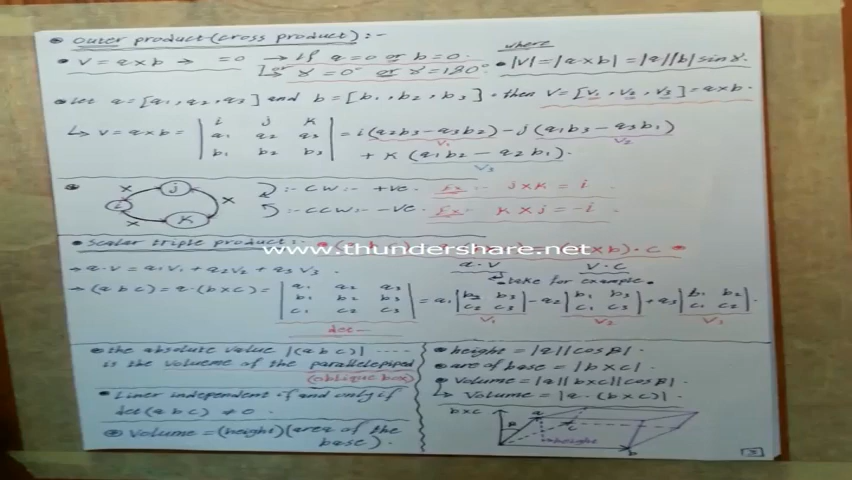 outer product (cross product) :-
• v = a×b → =0 → if a=0 or b=0.
or ↳ γ=0° or γ=180°
where
• |v| = |a×b| = |a||b| sin γ.
• let a=[a1,a2,a3] and b=[b1,b2,b3] then v=[v1,v2,v3]=a×b.
↳ v = a×b = | i j k | = i(a2b3-a3b2) - j(a1b3-a3b1)
a1 a2 a3 v1 v2
b1 b2 b3 + k(a1b2-a2b1).
v3
i j k × × ×
:- CW :- +ve. Ex :- j×k = i
:- CCW :- -ve. Ex :- k×j = -i
• Scalar triple product :-
www.thundershare.net
×b)·c
→ a·v = a1v1+a2v2+a3v3.
a·v v·c
take for example.
→ (a b c) = a·(b×c) = | a1 a2 a3 | = a1 | b2 b3 | - a2 | b1 b3 | + a3 | b1 b2 |.
b1 b2 b3 c2 c3 c1 c3 c1 c2
c1 c2 c3 v1 v2 v3
det
• the absolute value |(a b c)| ----
is the volueme of the parallelepiped
(oblique box)
• Liner independent if and only if
det(a b c) ≠ 0.
volume = (height)(area of the
base).
• height = |a||cos β|.
• are of base = |b×c|.
• volume = |a||b×c||cos β|.
↳ volume = |a·(b×c)|.
b×c a β c height b